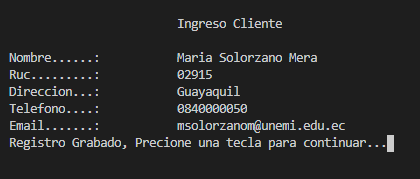 Ingreso Cliente
Nombre......: Maria Solorzano Mera
Ruc.........: 02915
Direccion...: Guayaquil
Telefono....: 0840000050
Email.......: msolorzanom@unemi.edu.ec
Registro Grabado, Precione una tecla para continuar...